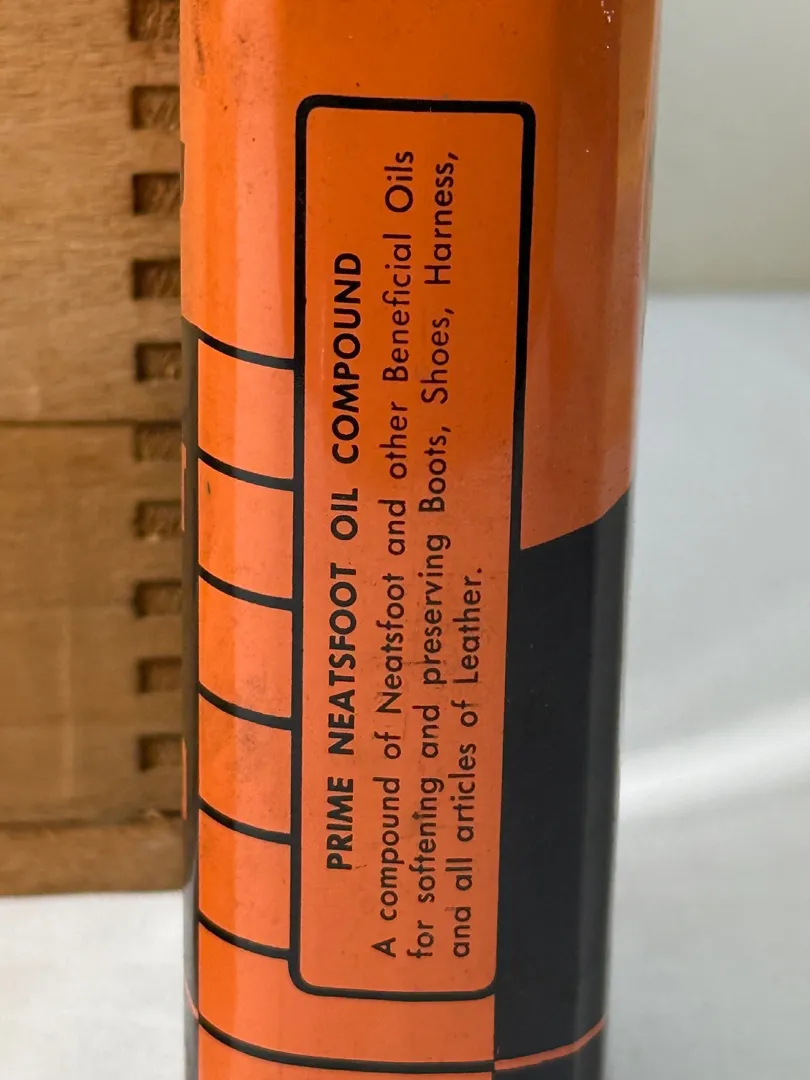 PRIME NEATSFOOT OIL COMPOUND
A compound of Neatsfoot and other Beneficial Oils
for softening and preserving Boots, Shoes, Harness,
and all articles of Leather.